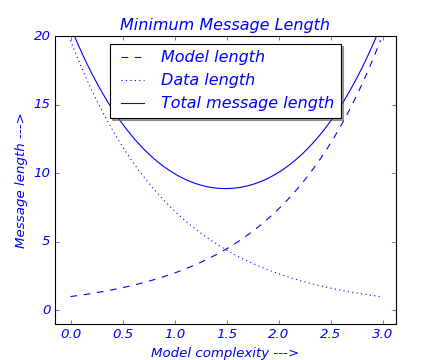 Minimum Message Length
Model length
Data length
Total message length
Message length --->
20
15
10
5
0
0.0 0.5 1.0 1.5 2.0 2.5 3.0
Model complexity --->